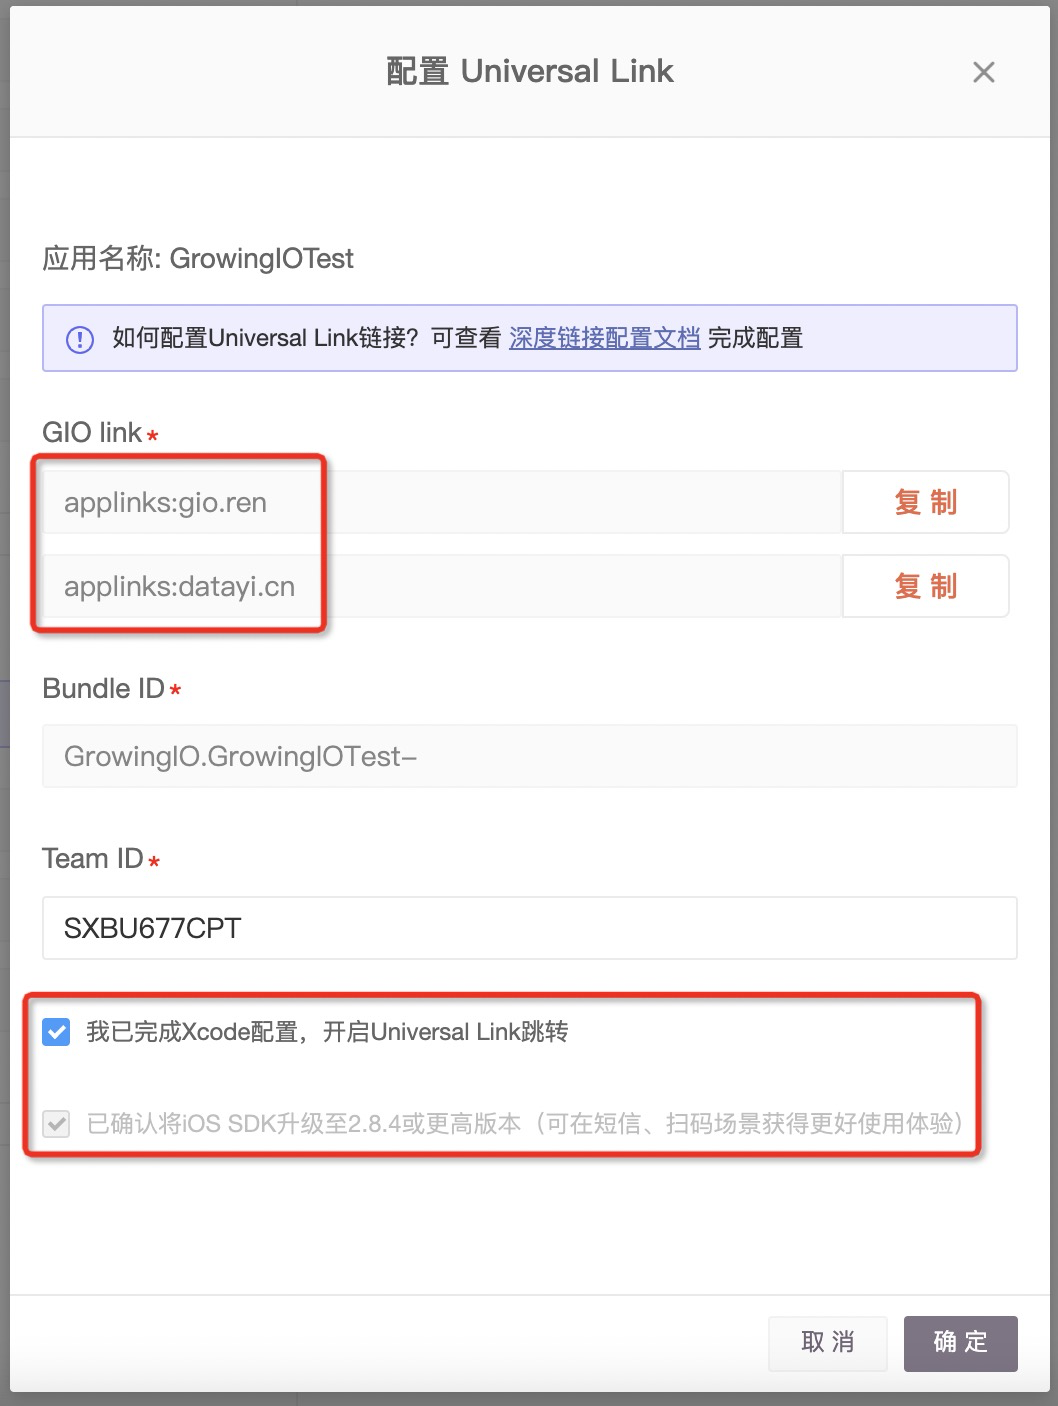 配置 Universal Link
应用名称: GrowingIOTest
如何配置Universal Link链接？可查看 深度链接配置文档 完成配置
GIO link*
applinks:gio.ren
复 制
applinks:datayi.cn
复 制
Bundle ID*
GrowingIO.GrowingIOTest-
Team ID*
SXBU677CPT
我已完成Xcode配置，开启Universal Link跳转
已确认将iOS SDK升级至2.8.4或更高版本（可在短信、扫码场景获得更好使用体验）
取 消
确 定